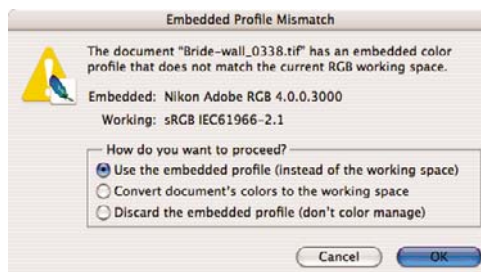 Embedded Profile Mismatch
The document "Bride-wall_0338.tif" has an embedded color
profile that does not match the current RGB working space.
Embedded: Nikon Adobe RGB 4.0.0.3000
Working: sRGB IEC61966-2.1
How do you want to proceed?
Use the embedded profile (instead of the working space)
Convert document's colors to the working space
Discard the embedded profile (don't color manage)
Cancel OK